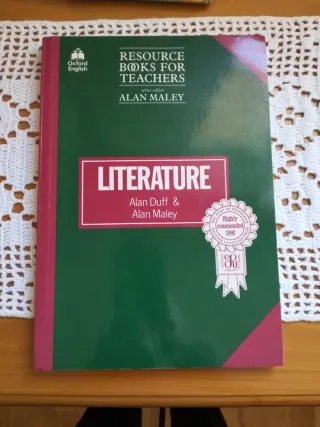 Oxford
English
RESOURCE
BOOKS FOR
TEACHERS
series editor
ALAN MALEY
LITERATURE
Alan Duff &
Alan Maley
Highly
commended
1990